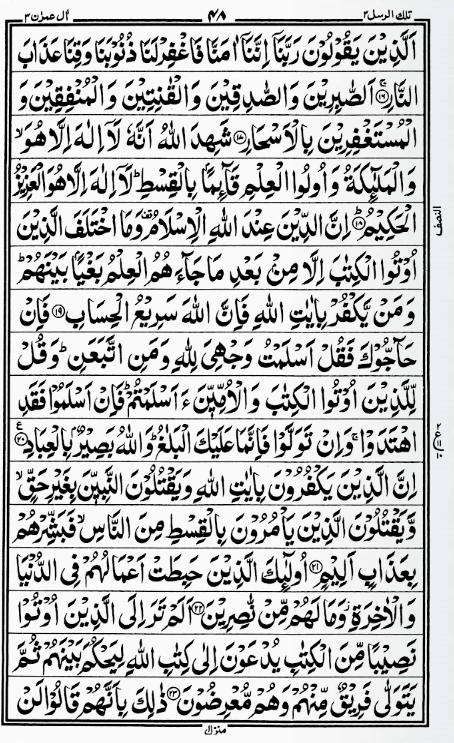 تلك الرسل ٣ ٤٨ اٰل عمرٰن ٣
اَلَّذِيْنَ يَقُوْلُوْنَ رَبَّنَاۤ اِنَّنَاۤ اٰمَنَّا فَاغْفِرْ لَنَا ذُنُوْبَنَا وَقِنَا عَذَابَ
النَّارِ ۚ﴿۱۶﴾ اَلصّٰبِرِيْنَ وَالصّٰدِقِيْنَ وَالْقٰنِتِيْنَ وَالْمُنْفِقِيْنَ وَ
الْمُسْتَغْفِرِيْنَ بِالْاَسْحَارِ ﴿۱۷﴾ شَهِدَ اللّٰهُ اَنَّهٗ لَاۤ اِلٰهَ اِلَّا هُوَ ۙ
وَالْمَلٰٓئِكَةُ وَاُولُوا الْعِلْمِ قَآئِمًۢا بِالْقِسْطِ ؕ لَاۤ اِلٰهَ اِلَّا هُوَ الْعَزِيْزُ
الْحَكِيْمُ ؕ﴿۱۸﴾ اِنَّ الدِّيْنَ عِنْدَ اللّٰهِ الْاِسْلَامُ ۫ وَمَا اخْتَلَفَ الَّذِيْنَ
اُوْتُوا الْكِتٰبَ اِلَّا مِنْۢ بَعْدِ مَا جَآءَهُمُ الْعِلْمُ بَغْيًۢا بَيْنَهُمْ ؕ
وَمَنْ يَّكْفُرْ بِاٰيٰتِ اللّٰهِ فَاِنَّ اللّٰهَ سَرِيْعُ الْحِسَابِ ﴿۱۹﴾ فَاِنْ
حَآجُّوْكَ فَقُلْ اَسْلَمْتُ وَجْهِيَ لِلّٰهِ وَمَنِ اتَّبَعَنِ ؕ وَقُلْ
لِّلَّذِيْنَ اُوْتُوا الْكِتٰبَ وَالْاُمِّيّٖنَ ءَاَسْلَمْتُمْ ؕ فَاِنْ اَسْلَمُوْا فَقَدِ
اهْتَدَوْا ۚ وَاِنْ تَوَلَّوْا فَاِنَّمَا عَلَيْكَ الْبَلٰغُ ؕ وَاللّٰهُ بَصِيْرٌۢ بِالْعِبَادِ ﴿۲۰﴾
اِنَّ الَّذِيْنَ يَكْفُرُوْنَ بِاٰيٰتِ اللّٰهِ وَيَقْتُلُوْنَ النَّبِيّٖنَ بِغَيْرِ حَقٍّ ۙ
وَّيَقْتُلُوْنَ الَّذِيْنَ يَاْمُرُوْنَ بِالْقِسْطِ مِنَ النَّاسِ ۙ فَبَشِّرْهُمْ
بِعَذَابٍ اَلِيْمٍ ﴿۲۱﴾ اُولٰٓئِكَ الَّذِيْنَ حَبِطَتْ اَعْمَالُهُمْ فِي الدُّنْيَا
وَالْاٰخِرَةِ ۫ وَمَا لَهُمْ مِّنْ نّٰصِرِيْنَ ﴿۲۲﴾ اَلَمْ تَرَ اِلَى الَّذِيْنَ اُوْتُوْا
نَصِيْبًا مِّنَ الْكِتٰبِ يُدْعَوْنَ اِلٰى كِتٰبِ اللّٰهِ لِيَحْكُمَ بَيْنَهُمْ ثُمَّ
يَتَوَلّٰى فَرِيْقٌ مِّنْهُمْ وَهُمْ مُّعْرِضُوْنَ ﴿۲۳﴾ ذٰلِكَ بِاَنَّهُمْ قَالُوْا لَنْ
النصف
منزل ۱